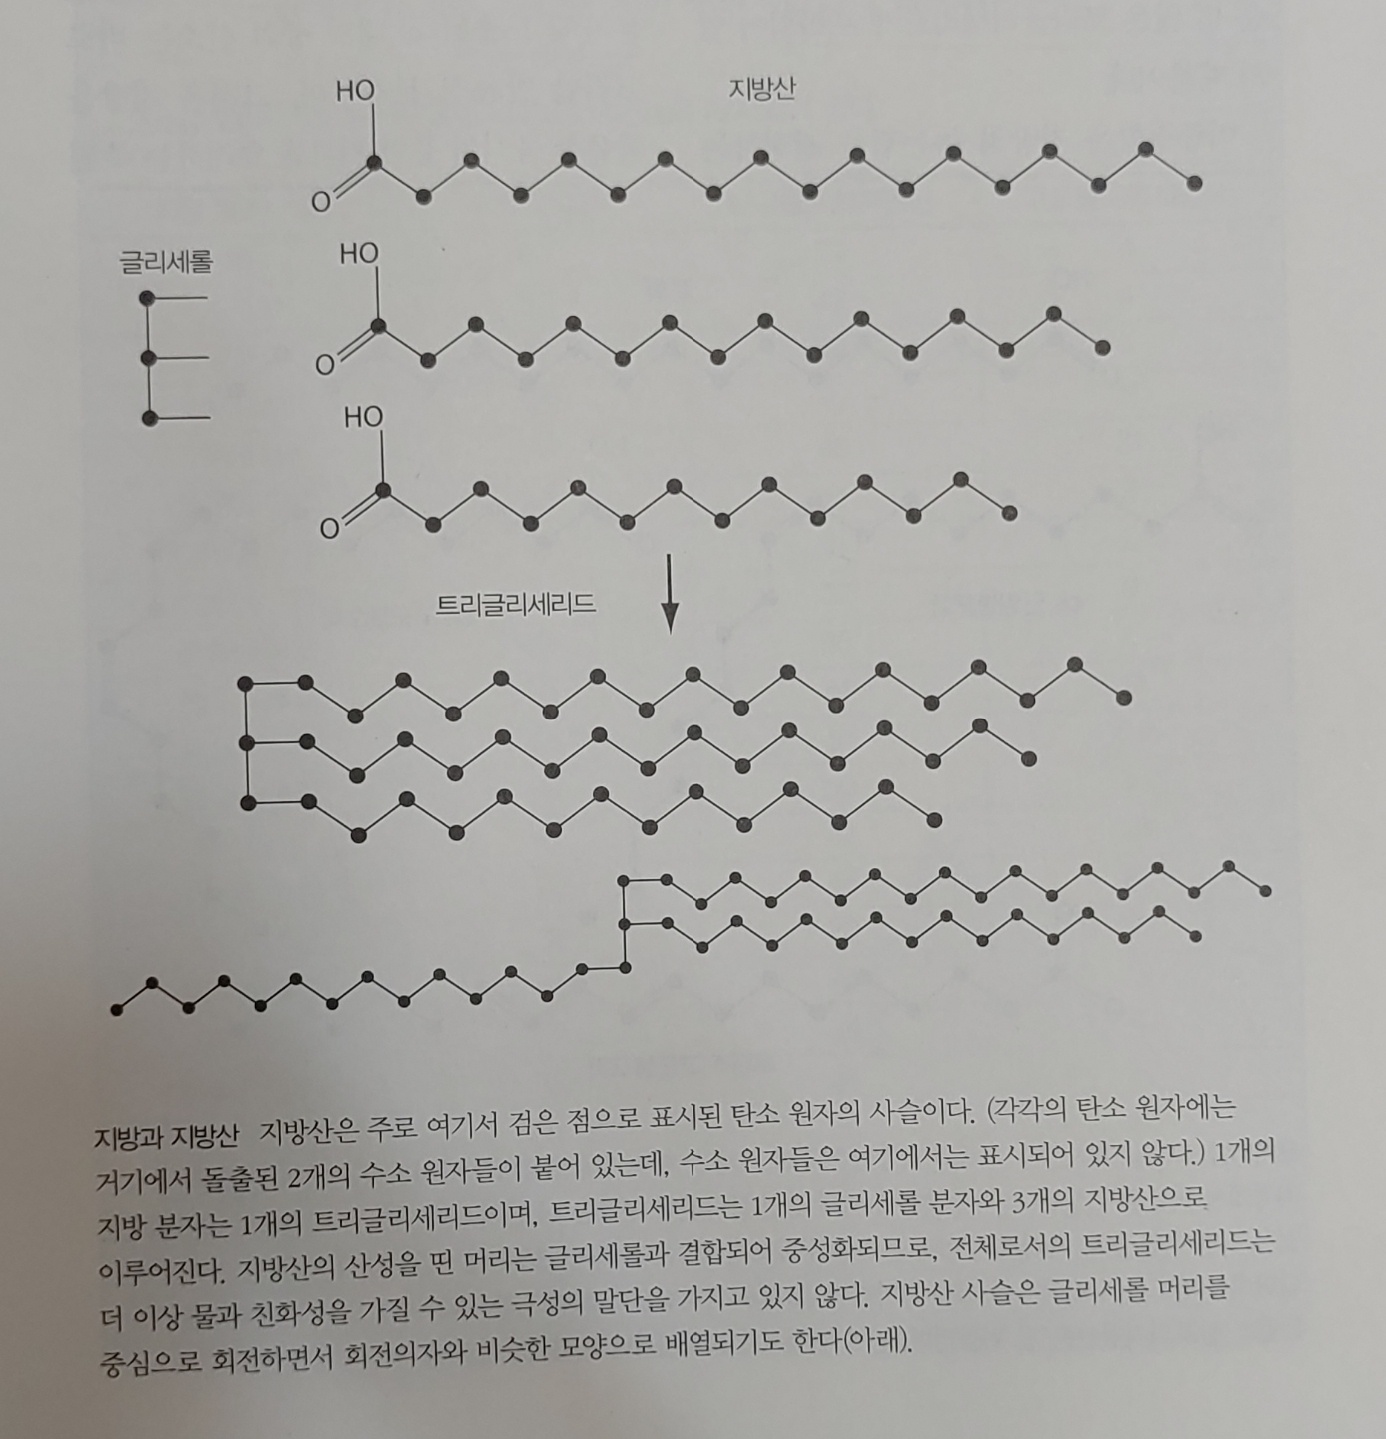 HO
지방산
O
글리세롤
HO
O
HO
O
트리글리세리드
지방과 지방산 지방산은 주로 여기서 검은 점으로 표시된 탄소 원자의 사슬이다. (각각의 탄소 원자에는
거기에서 돌출된 2개의 수소 원자들이 붙어 있는데, 수소 원자들은 여기에서는 표시되어 있지 않다.) 1개의
지방 분자는 1개의 트리글리세리드이며, 트리글리세리드는 1개의 글리세롤 분자와 3개의 지방산으로
이루어진다. 지방산의 산성을 띤 머리는 글리세롤과 결합되어 중성화되므로, 전체로서의 트리글리세리드는
더 이상 물과 친화성을 가질 수 있는 극성의 말단을 가지고 있지 않다. 지방산 사슬은 글리세롤 머리를
중심으로 회전하면서 회전의자와 비슷한 모양으로 배열되기도 한다(아래).